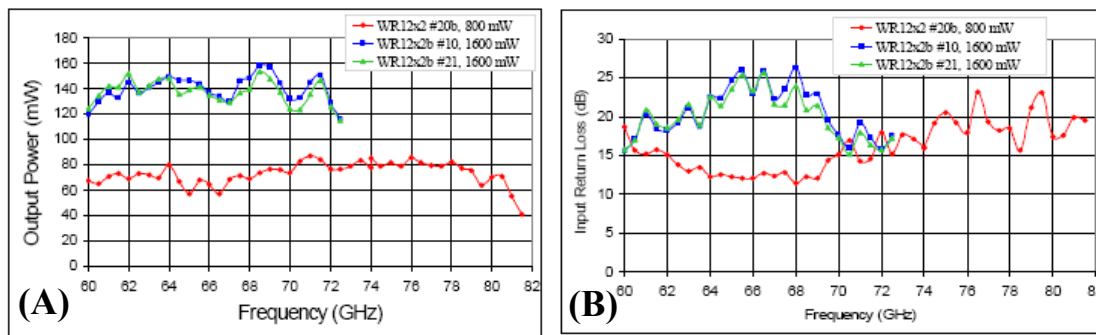 WR12x2 #20b, 800 mW
WR12x2b #10, 1600 mW
WR12x2b #21, 1600 mW
180
160
140
120
100
80
60
40
20
0
Output Power (mW)
60 62 64 66 68 70 72 74 76 78 80 82
Frequency (GHz)
(A)
WR12x2 #20b, 800 mW
WR12x2b #10, 1600 mW
WR12x2b #21, 1600 mW
30
25
20
15
10
5
0
Input Return Loss (dB)
60 62 64 66 68 70 72 74 76 78 80 82
Frequency (GHz)
(B)